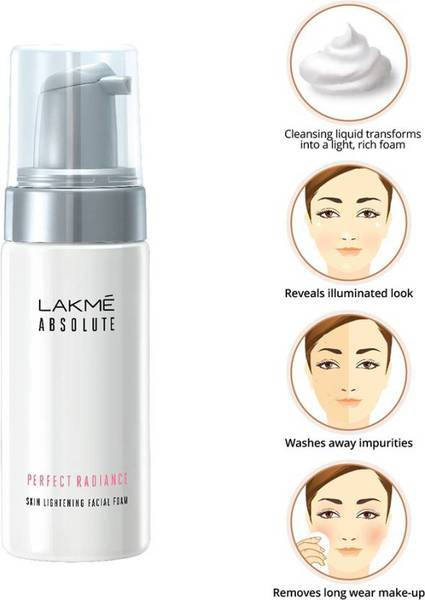 LAKMÉ
ABSOLUTE
PERFECT RADIANCE
SKIN LIGHTENING FACIAL FOAM
Cleansing liquid transforms
into a light, rich foam
Reveals illuminated look
Washes away impurities
Removes long wear make-up